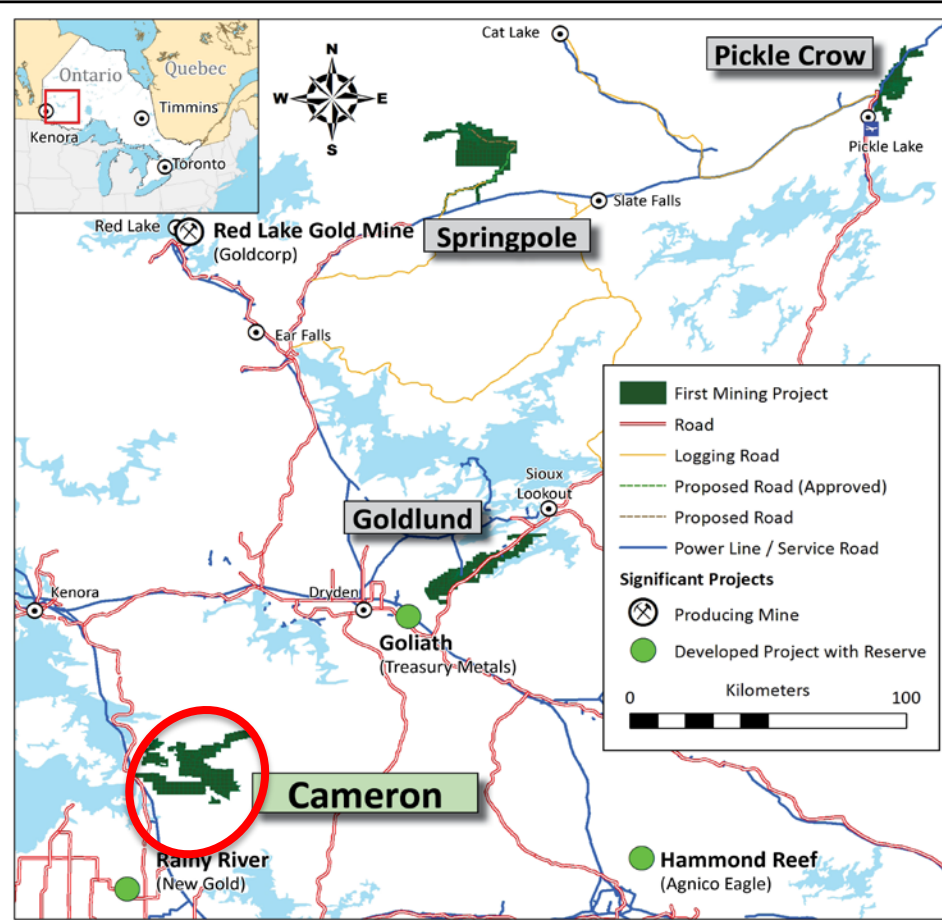 Ontario
Quebec
Timmins
Kenora
Toronto
N
W
E
S
Cat Lake
Pickle Crow
Pickle Lake
Slate Falls
Springpole
Red Lake
Red Lake Gold Mine
(Goldcorp)
Ear Falls
Sioux
Lookout
Goldlund
Kenora
Dryden
Goliath
(Treasury Metals)
Cameron
Rainy River
(New Gold)
Hammond Reef
(Agnico Eagle)
First Mining Project
Road
Logging Road
Proposed Road (Approved)
Proposed Road
Power Line / Service Road
Significant Projects
Producing Mine
Developed Project with Reserve
Kilometers
0
100